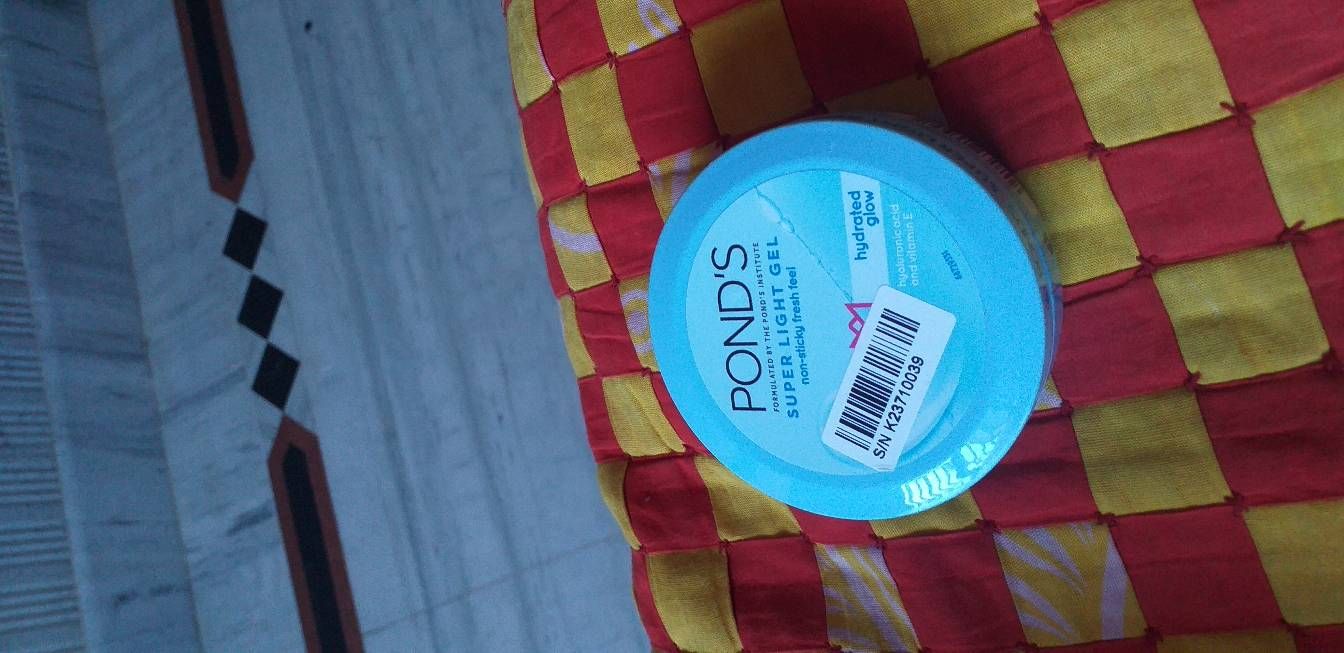 POND'S
FORMULATED BY THE POND'S INSTITUTE
SUPER LIGHT GEL
non-sticky fresh feel
hydrated
glow
hyaluronic acid
and vitamin E
S/N K23710039